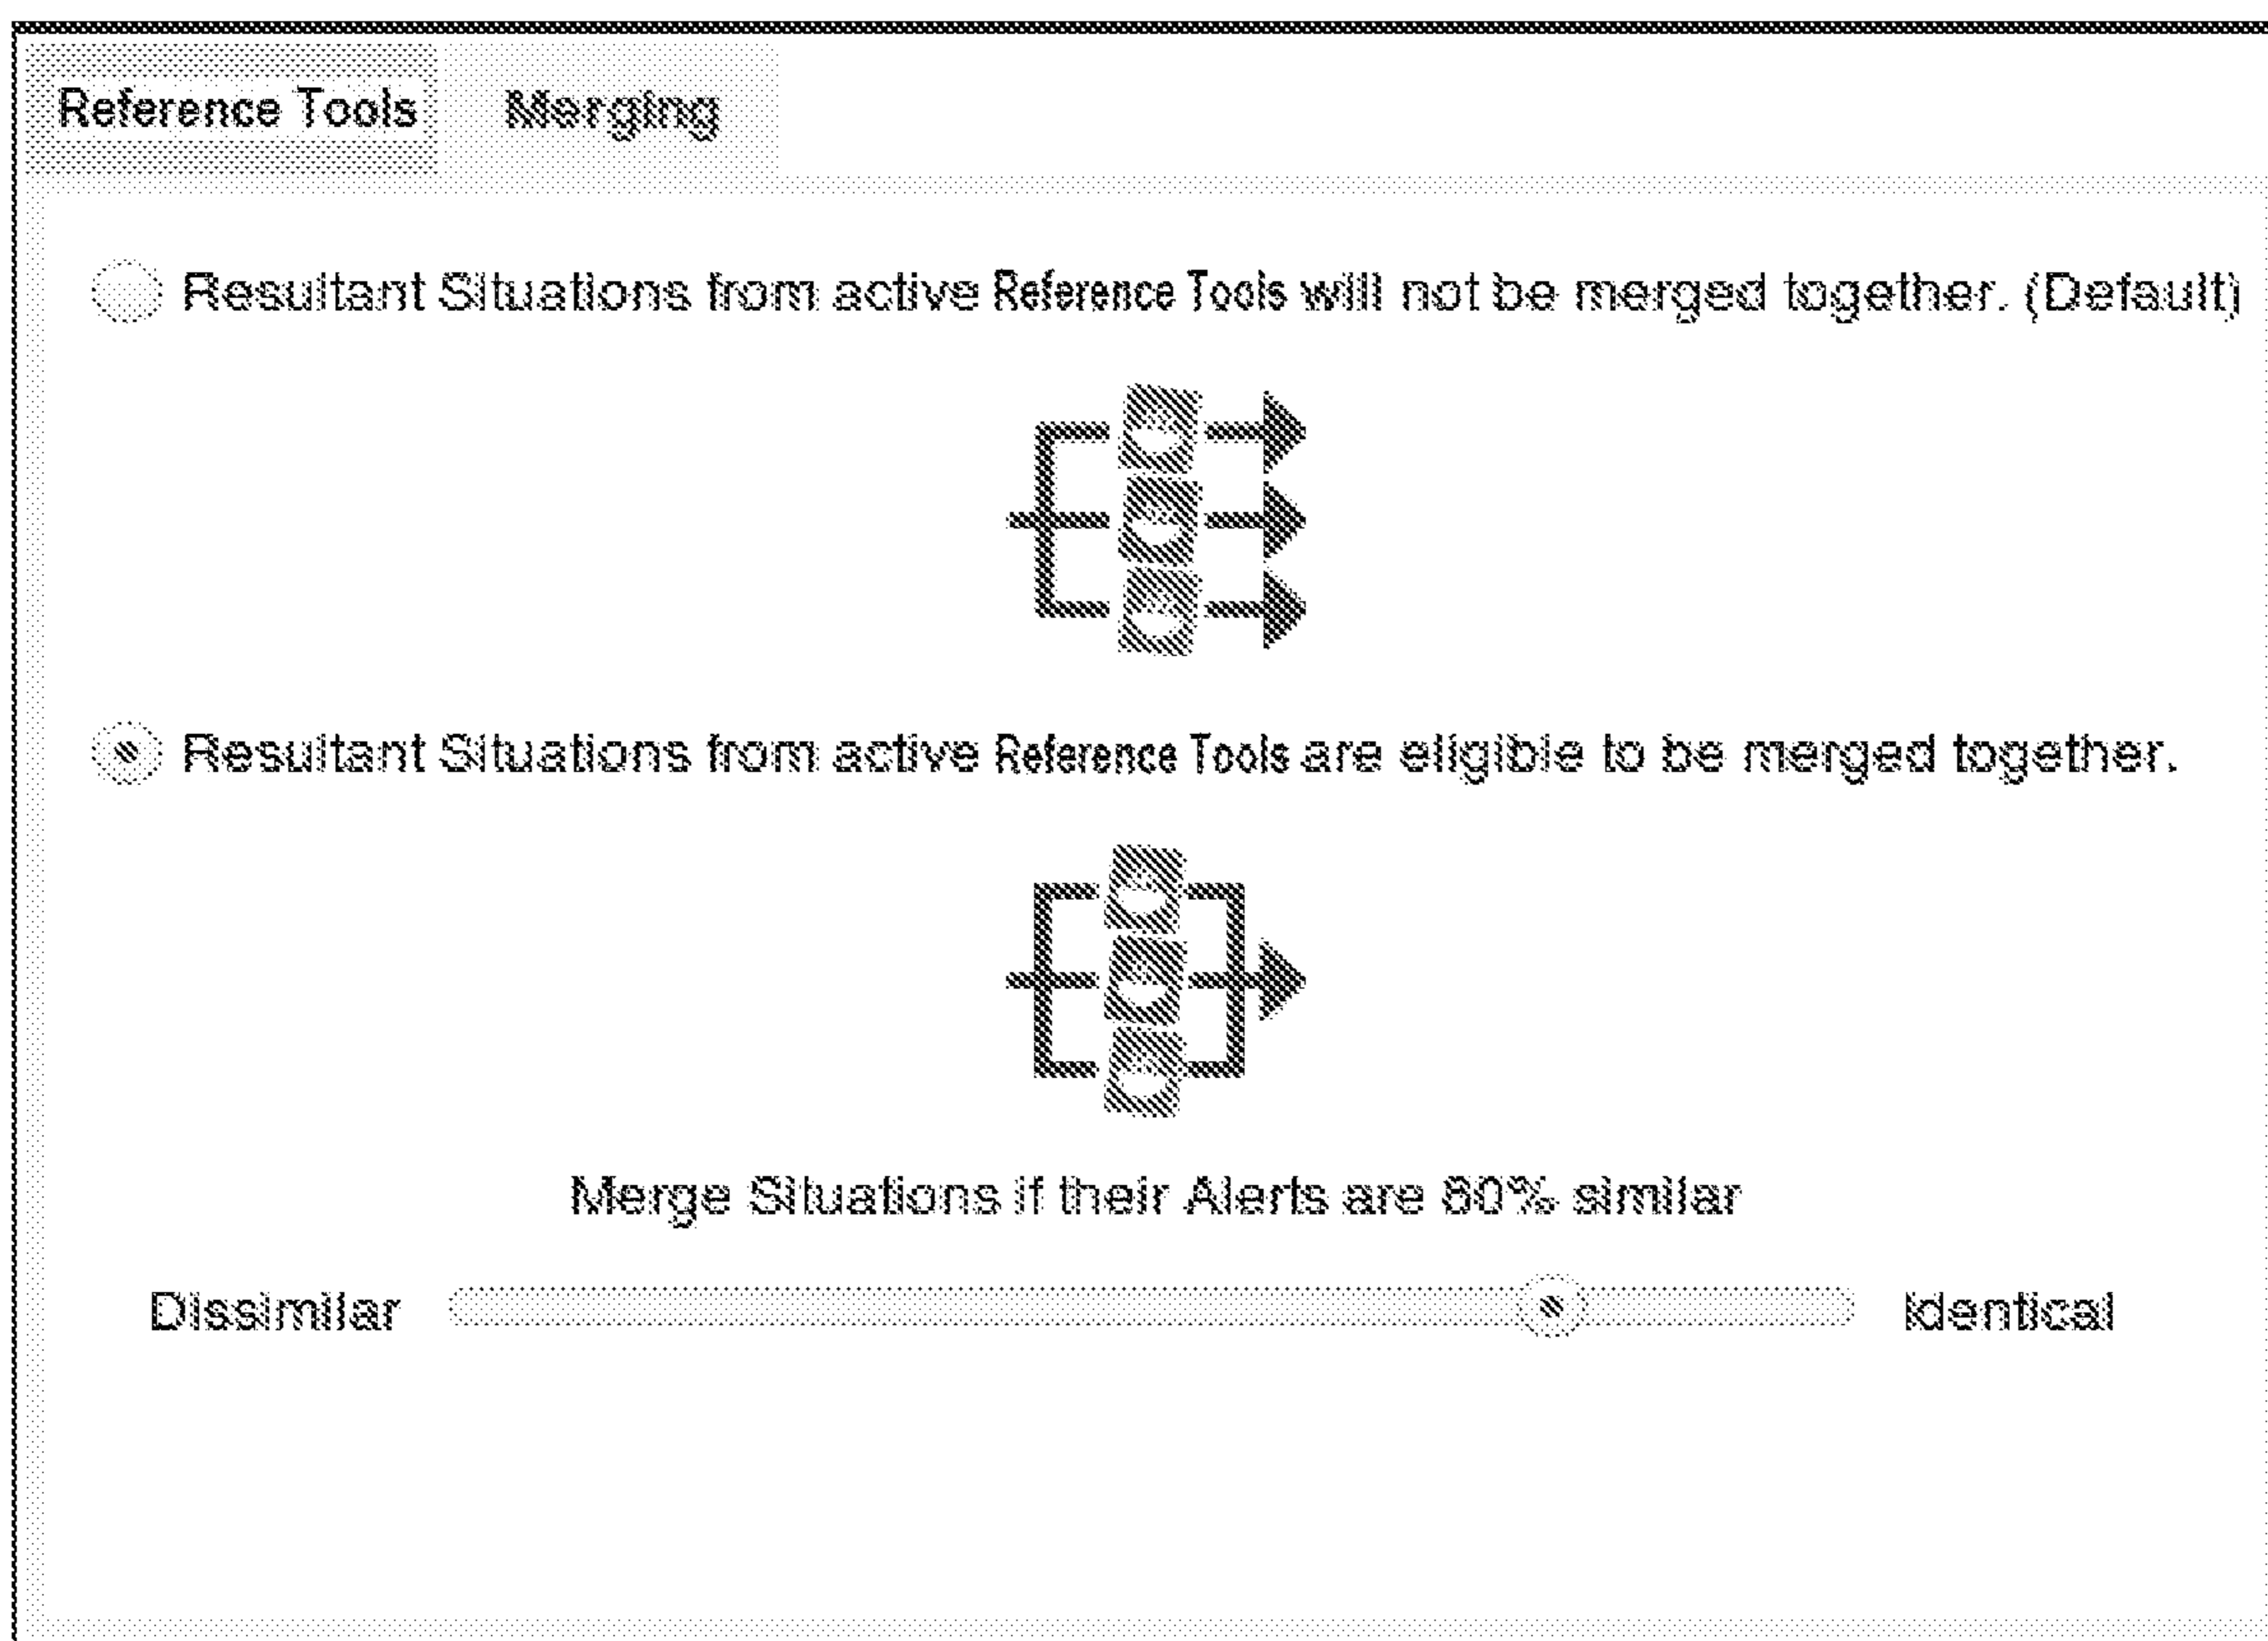 Reference Tools Merging
Resultant Situations from active Reference Tools will not be merged together. (Default)
Resultant Situations from active Reference Tools are eligible to be merged together.
Merge Situations if their Alerts are 80% similar
Dissimilar Identical